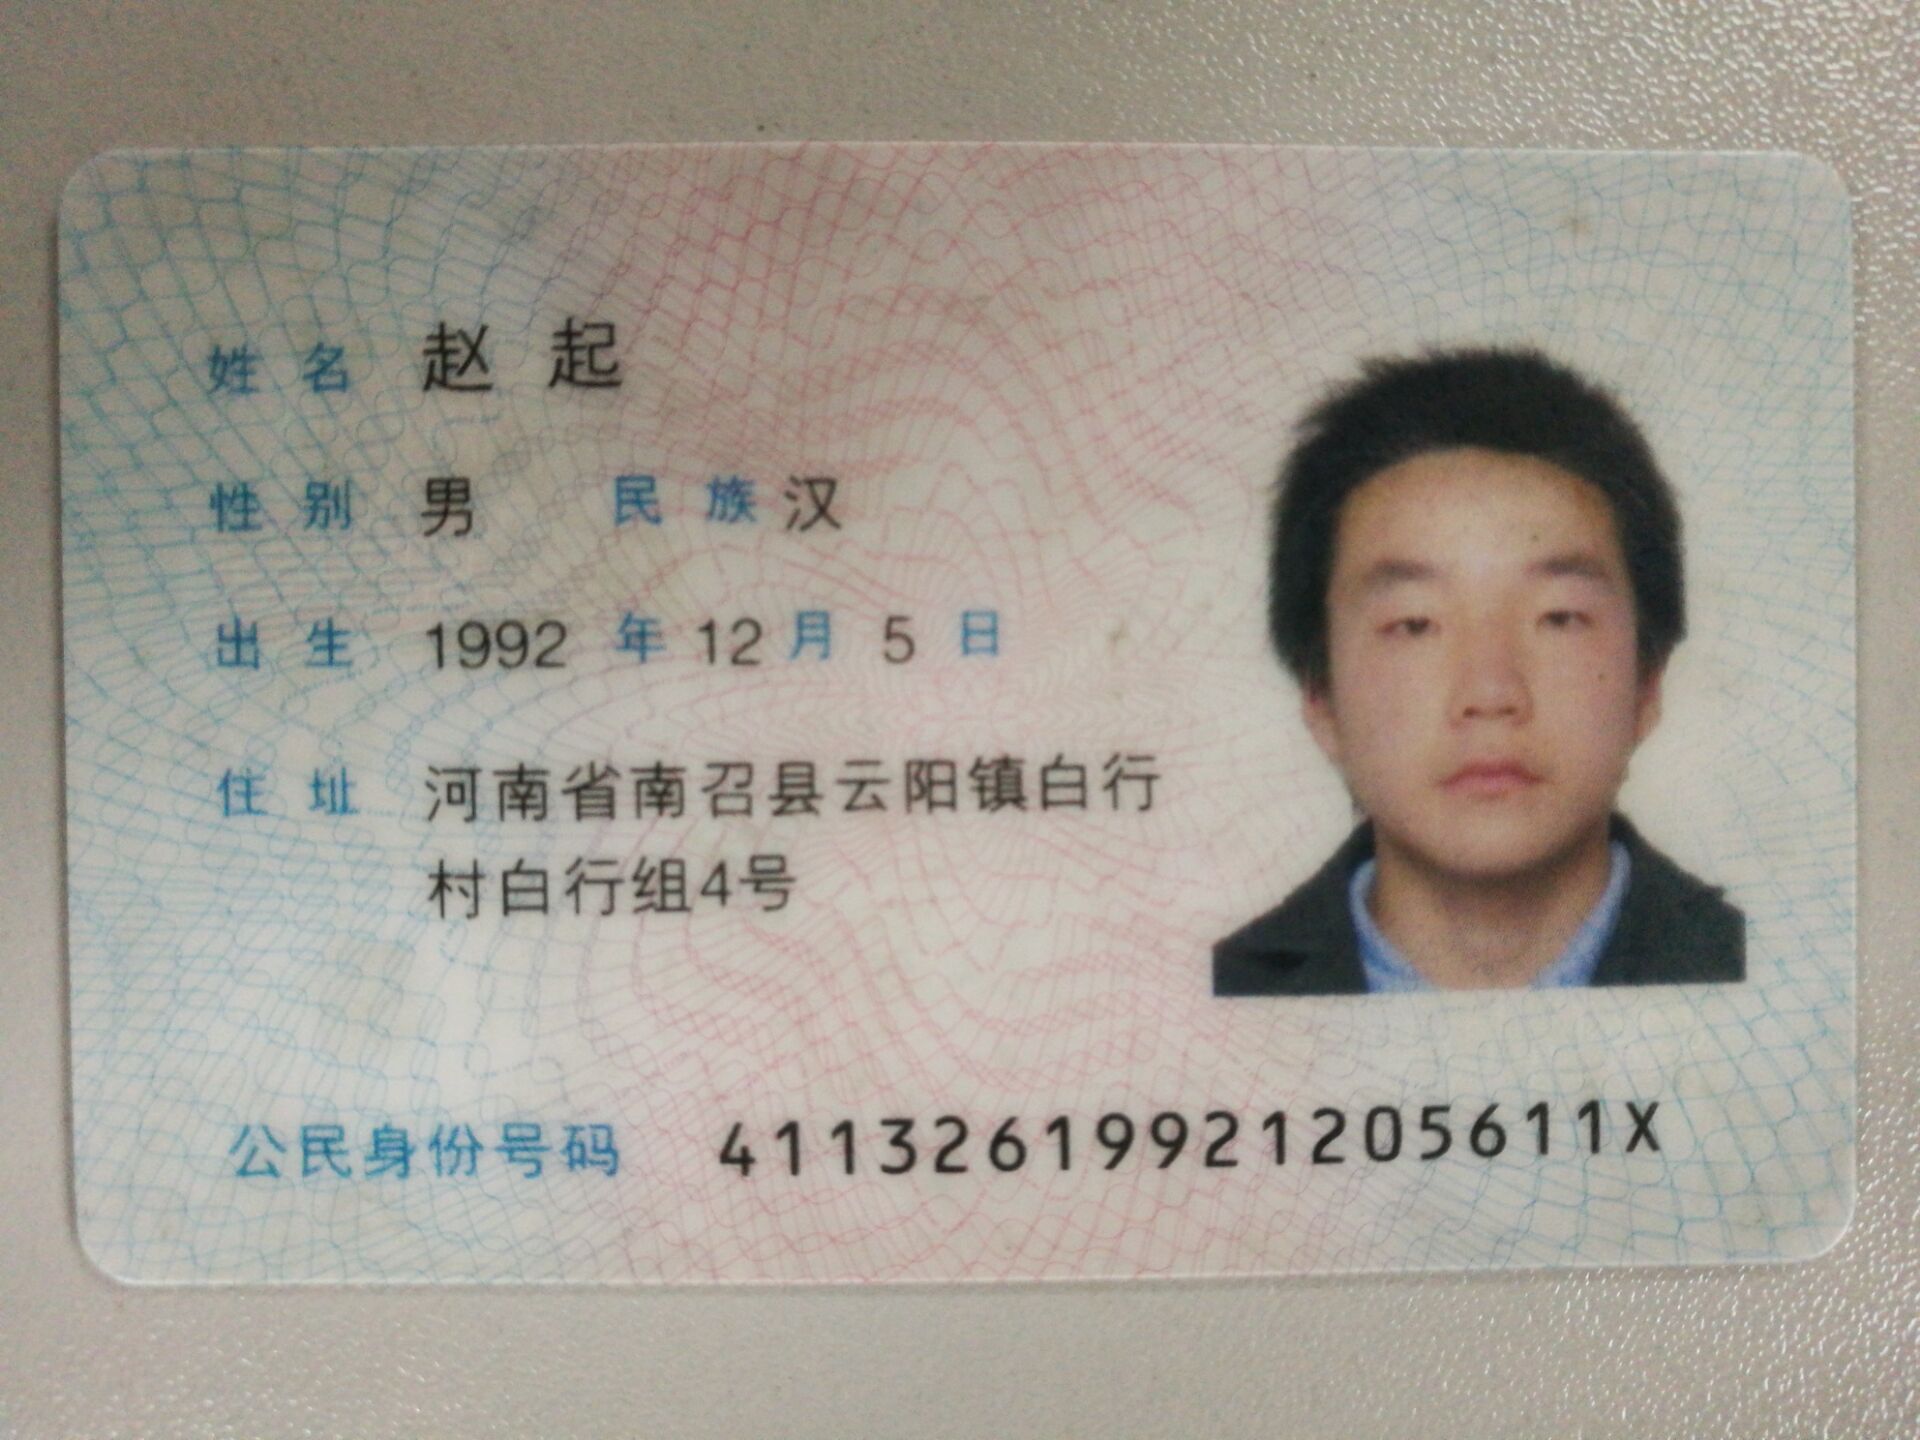 姓名 赵起
性别 男 民族 汉
出生 1992 年 12 月 5 日
住址 河南省南召县云阳镇白行
村白行组4号
公民身份号码 41132619921205611X